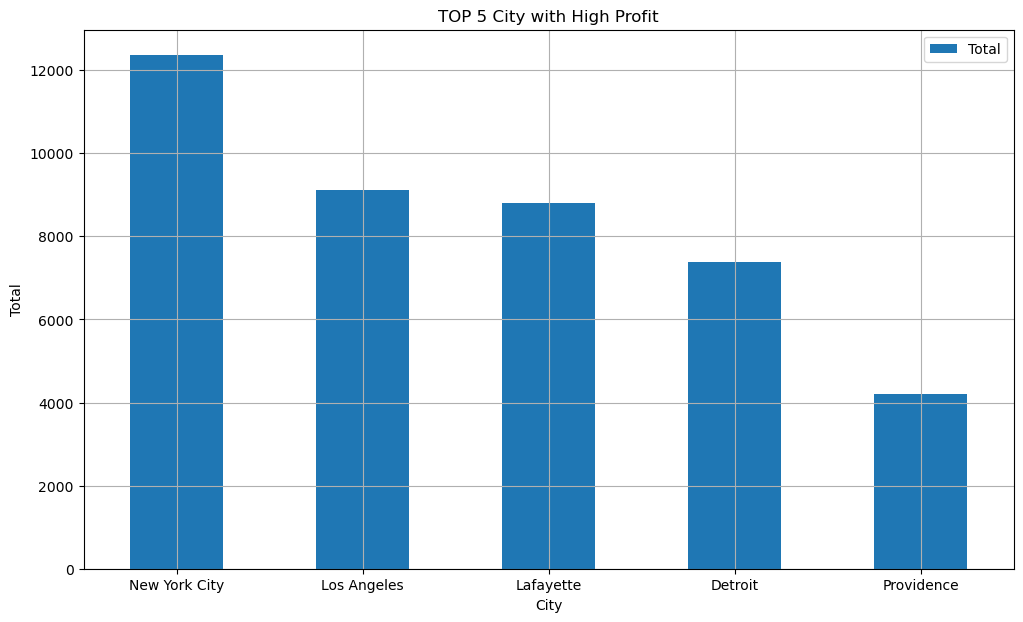 TOP 5 City with High Profit
Total
12000
10000
8000
6000
4000
2000
0
Total
New York City
Los Angeles
Lafayette
Detroit
Providence
City